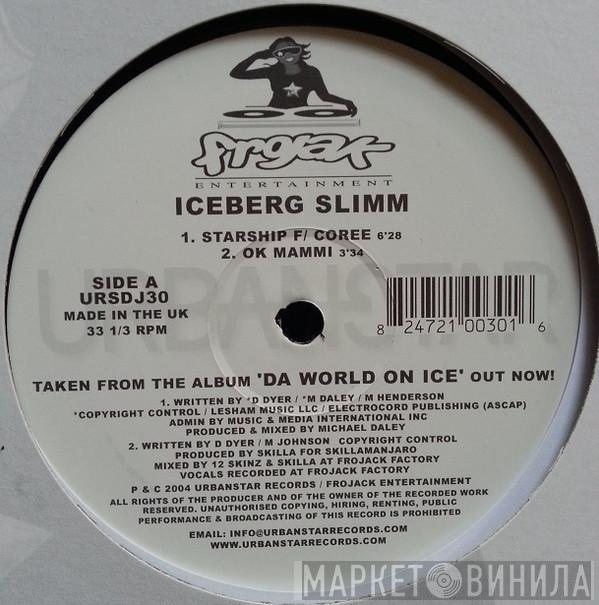 frojak
ENTERTAINMENT
ICEBERG SLIMM
1. STARSHIP F/ COREE 6'28
2. OK MAMMI 3'34
URBANSTAR
SIDE A
URSDJ30
MADE IN THE UK
33 1/3 RPM
8 24721 00301 6
TAKEN FROM THE ALBUM 'DA WORLD ON ICE' OUT NOW!
1. WRITTEN BY *D DYER / *M DALEY / M HENDERSON
*COPYRIGHT CONTROL / LESHAM MUSIC LLC / ELECTROCORD PUBLISHING (ASCAP)
ADMIN BY MUSIC & MEDIA INTERNATIONAL INC
PRODUCED & MIXED BY MICHAEL DALEY
2. WRITTEN BY D DYER / M JOHNSON COPYRIGHT CONTROL
PRODUCED BY SKILLA FOR SKILLAMANJARO
MIXED BY 12 SKINZ & SKILLA AT FROJACK FACTORY
VOCALS RECORDED AT FROJACK FACTORY
P & C 2004 URBANSTAR RECORDS / FROJACK ENTERTAINMENT
ALL RIGHTS OF THE PRODUCER AND OF THE OWNER OF THE RECORDED WORK
RESERVED. UNAUTHORISED COPYING, HIRING, RENTING, PUBLIC
PERFORMANCE & BROADCASTING OF THIS RECORD IS PROHIBITED
EMAIL: INFO@URBANSTARRECORDS.COM
WWW.URBANSTARRECORDS.COM
МАРКЕТ ВИНИЛА